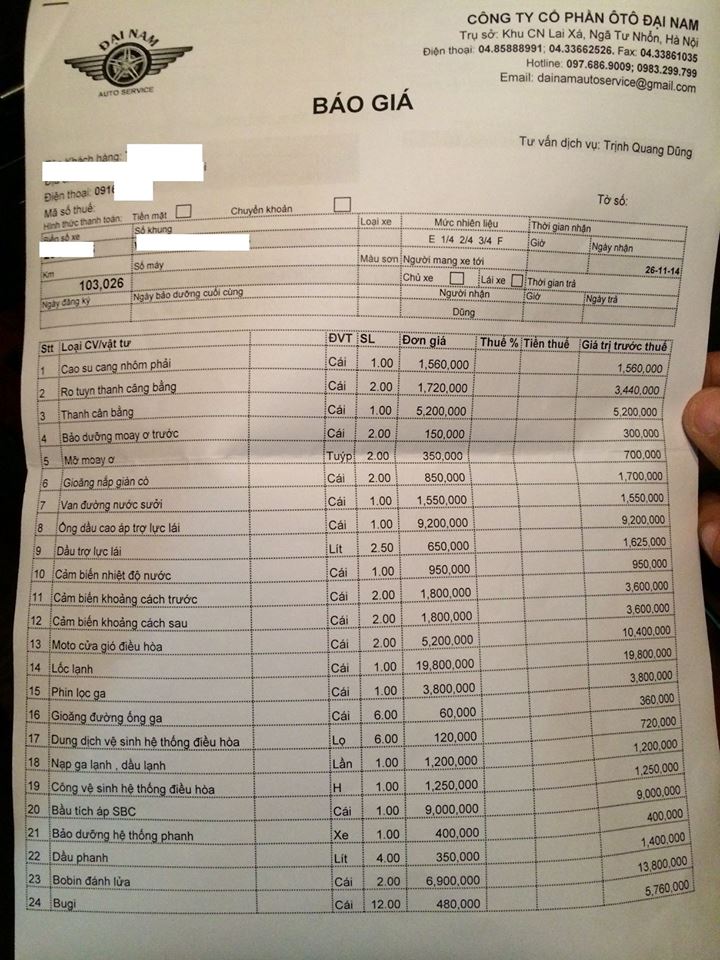 ĐẠI NAM
AUTO SERVICE
CÔNG TY CỔ PHẦN ÔTÔ ĐẠI NAM
Trụ sở: Khu CN Lai Xá, Ngã Tư Nhổn, Hà Nội
Điện thoại: 04.85888991; 04.33662526. Fax: 04.33861035
Hotline: 097.686.9009; 0983.299.799
Email: dainamautoservice@gmail.com
BÁO GIÁ
Tư vấn dịch vụ: Trịnh Quang Dũng
Khách hàng:
Điện thoại: 0916
Tờ số:
Mã số thuế:
Hình thức thanh toán: Tiền mặt Chuyển khoản
Biển số xe Số khung Loại xe Mức nhiên liệu Thời gian nhận
E 1/4 2/4 3/4 F Giờ Ngày nhận
Km Số máy Màu sơn Người mang xe tới 26-11-14
103,026 Chủ xe Lái xe Thời gian trả
Ngày đăng ký Ngày bảo dưỡng cuối cùng Người nhận Giờ Ngày trả
Dũng
Stt Loại CV/vật tư ĐVT SL Đơn giá Thuế % Tiền thuế Giá trị trước thuế
1 Cao su cang nhôm phải Cái 1.00 1,560,000 1,560,000
2 Ro tuyn thanh câng bằng Cái 2.00 1,720,000 3,440,000
3 Thanh cân bằng Cái 1.00 5,200,000 5,200,000
4 Bảo dưỡng moay ơ trước Cái 2.00 150,000 300,000
5 Mỡ moay ơ Tuýp 2.00 350,000 700,000
6 Gioăng nắp giàn cò Cái 2.00 850,000 1,700,000
7 Van đường nước sưởi Cái 1.00 1,550,000 1,550,000
8 Ống dầu cao áp trợ lực lái Cái 1.00 9,200,000 9,200,000
9 Dầu trợ lực lái Lít 2.50 650,000 1,625,000
10 Cảm biến nhiệt độ nước Cái 1.00 950,000 950,000
11 Cảm biến khoảng cách trước Cái 2.00 1,800,000 3,600,000
12 Cảm biến khoảng cách sau Cái 2.00 1,800,000 3,600,000
13 Moto cửa gió điều hòa Cái 2.00 5,200,000 10,400,000
14 Lốc lạnh Cái 1.00 19,800,000 19,800,000
15 Phin lọc ga Cái 1.00 3,800,000 3,800,000
16 Gioăng đường ống ga Cái 6.00 60,000 360,000
17 Dung dịch vệ sinh hệ thống điều hòa Lọ 6.00 120,000 720,000
18 Nạp ga lạnh , dầu lạnh Lần 1.00 1,200,000 1,200,000
19 Công vệ sinh hệ thống điều hòa H 1.00 1,250,000 1,250,000
20 Bầu tích áp SBC Cái 1.00 9,000,000 9,000,000
21 Bảo dưỡng hệ thống phanh Xe 1.00 400,000 400,000
22 Dầu phanh Lít 4.00 350,000 1,400,000
23 Bobin đánh lửa Cái 2.00 6,900,000 13,800,000
24 Bugi Cái 12.00 480,000 5,760,000